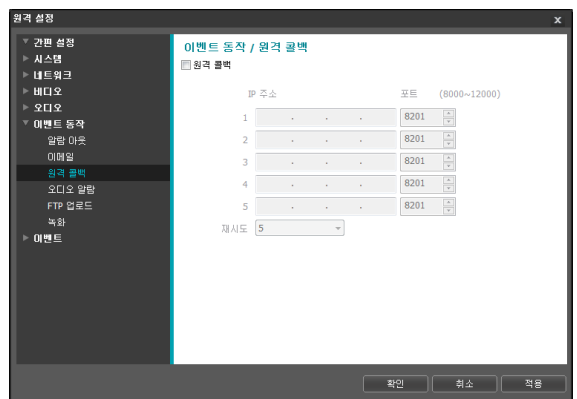 원격 설정
x
간편 설정
시스템
네트워크
비디오
오디오
이벤트 동작
알람 아웃
이메일
원격 콜백
오디오 알람
FTP 업로드
녹화
이벤트
이벤트 동작 / 원격 콜백
원격 콜백
IP 주소 포트 (8000~12000)
1 . . . 8201
2 . . . 8201
3 . . . 8201
4 . . . 8201
5 . . . 8201
재시도 5
확인 취소 적용